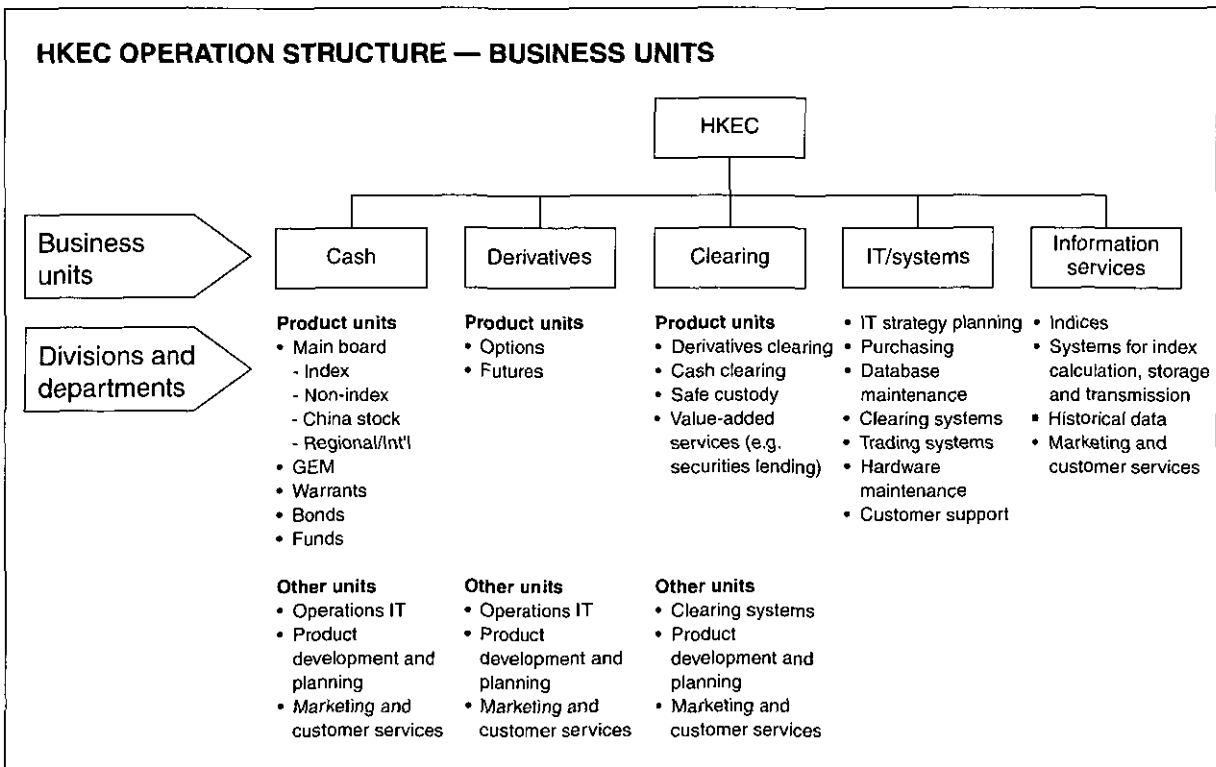 HKEC OPERATION STRUCTURE — BUSINESS UNITS
HKEC
Business
units
Cash
Derivatives
Clearing
IT/systems
Information
services
Divisions and
departments
Product units
• Main board
- Index
- Non-index
- China stock
- Regional/Int'l
• GEM
• Warrants
• Bonds
• Funds
Other units
• Operations IT
• Product
development and
planning
• Marketing and
customer services
Product units
• Options
• Futures
Other units
• Operations IT
• Product
development and
planning
• Marketing and
customer services
Product units
• Derivatives clearing
• Cash clearing
• Safe custody
• Value-added
services (e.g.
securities lending)
Other units
• Clearing systems
• Product
development and
planning
• Marketing and
customer services
• IT strategy planning
• Purchasing
• Database
maintenance
• Clearing systems
• Trading systems
• Hardware
maintenance
• Customer support
• Indices
• Systems for index
calculation, storage
and transmission
• Historical data
• Marketing and
customer services